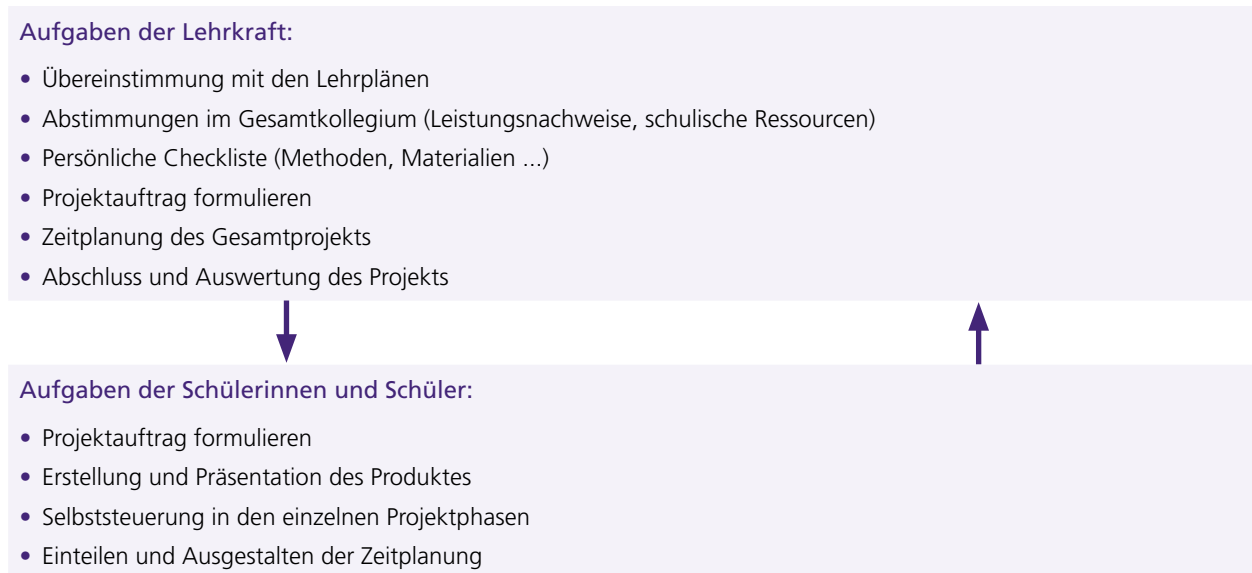 Aufgaben der Lehrkraft:
• Übereinstimmung mit den Lehrplänen
• Abstimmungen im Gesamtkollegium (Leistungsnachweise, schulische Ressourcen)
• Persönliche Checkliste (Methoden, Materialien ...)
• Projektauftrag formulieren
• Zeitplanung des Gesamtprojekts
• Abschluss und Auswertung des Projekts
Aufgaben der Schülerinnen und Schüler:
• Projektauftrag formulieren
• Erstellung und Präsentation des Produktes
• Selbststeuerung in den einzelnen Projektphasen
• Einteilen und Ausgestalten der Zeitplanung